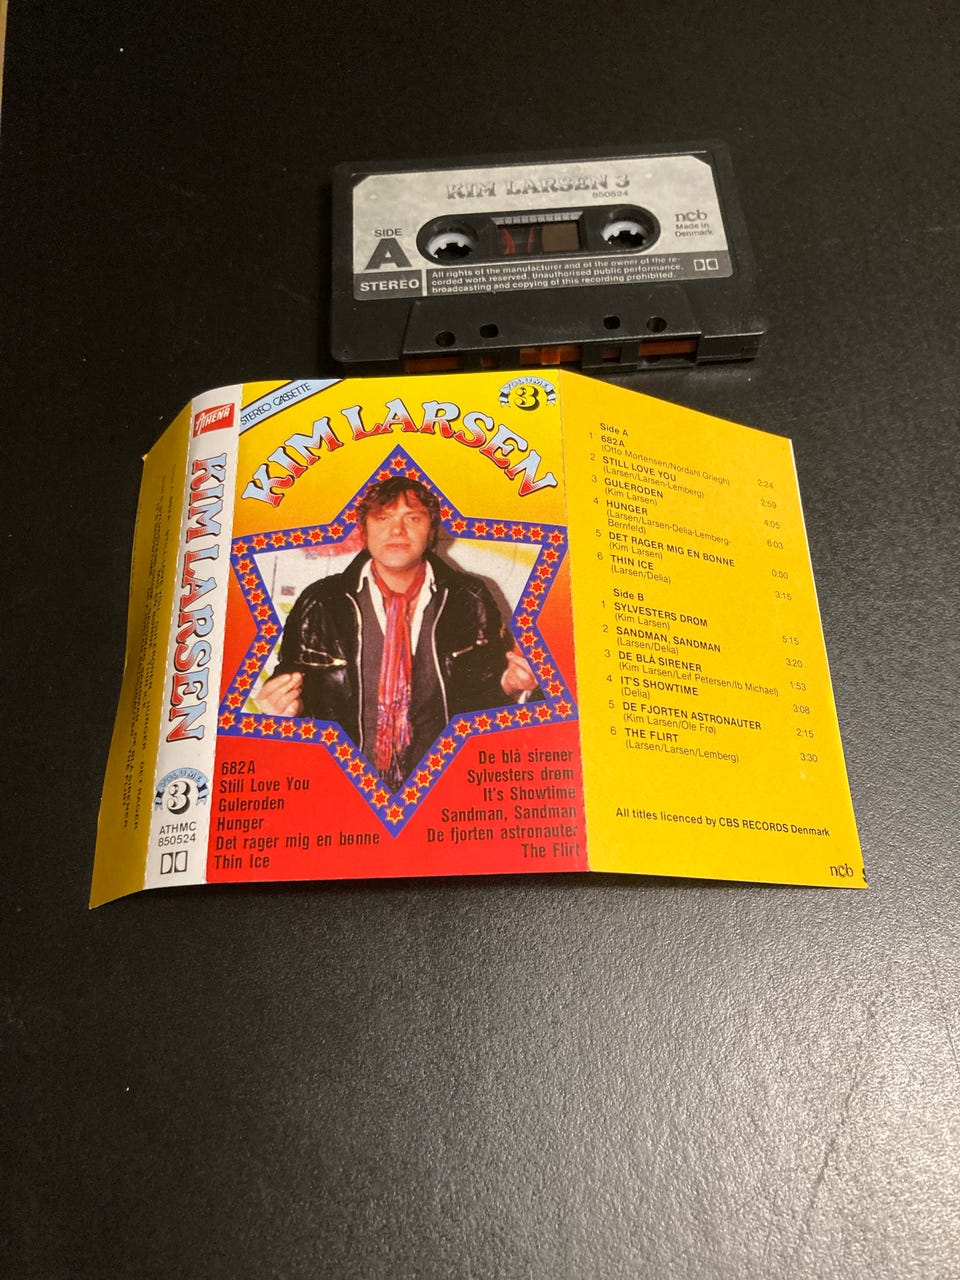 KIM LARSEN 3
850524
SIDE
A
STEREO
ncb
Made in
Denmark
All rights of the manufacturer and of the owner of the re-
corded work reserved. Unauthorised public performance,
broadcasting and copying of this recording prohibited.
ATHENA
KIM LARSEN
VOLUME
3
ATHMC
850524
STEREO CASSETTE
VOLUME
3
KIM LARSEN
682A
Still Love You
Guleroden
Hunger
Det rager mig en bønne
Thin Ice
De blå sirener
Sylvesters drøm
It's Showtime
Sandman, Sandman
De fjorten astronauter
The Flirt
Side A
1 682A
(Otto Mortensen/Nordahl Griegh) 2:24
2 STILL LOVE YOU
(Larsen/Larsen-Lemberg) 2:59
3 GULERODEN
(Kim Larsen) 4:05
4 HUNGER
(Larsen/Larsen-Delia-Lemberg-
Bernfeld) 6:03
5 DET RAGER MIG EN BØNNE
(Kim Larsen) 0:50
6 THIN ICE
(Larsen/Delia) 3:15
Side B
1 SYLVESTERS DRØM
(Kim Larsen) 5:15
2 SANDMAN, SANDMAN
(Larsen/Delia) 3:20
3 DE BLÅ SIRENER
(Kim Larsen/Leif Petersen/Ib Michael) 1:53
4 IT'S SHOWTIME
(Delia) 3:08
5 DE FJORTEN ASTRONAUTER
(Kim Larsen/Ole Frø) 2:15
6 THE FLIRT
(Larsen/Larsen/Lemberg) 3:30
All titles licenced by CBS RECORDS Denmark
ncb